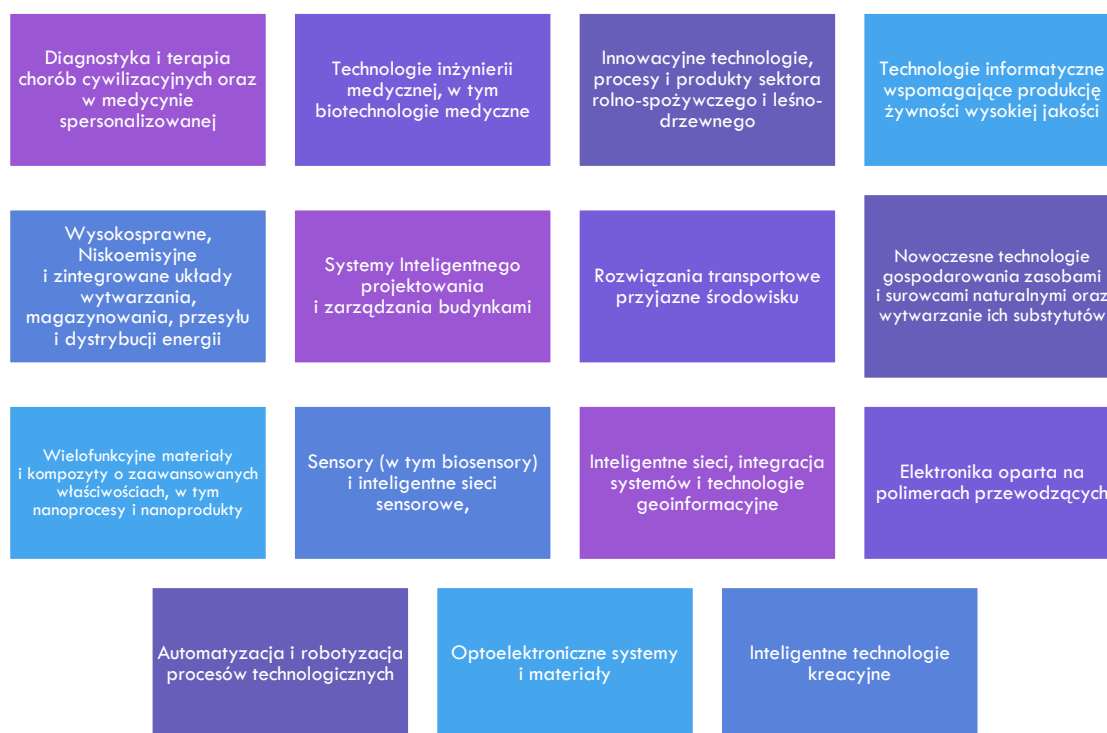 Diagnostyka i terapia
chorób cywilizacyjnych oraz
w medycynie
spersonalizowanej
Technologie inżynierii
medycznej, w tym
biotechnologie medyczne
Innowacyjne technologie,
procesy i produkty sektora
rolno-spożywczego i leśno-
drzewnego
Technologie informatyczne
wspomagające produkcję
żywności wysokiej jakości
Wysokosprawne,
Niskoemisyjne
i zintegrowane układy
wytwarzania,
magazynowania, przesyłu
i dystrybucji energii
Systemy Inteligentnego
projektowania
i zarządzania budynkami
Rozwiązania transportowe
przyjazne środowisku
Nowoczesne technologie
gospodarowania zasobami
i surowcami naturalnymi oraz
wytwarzanie ich substytutów
Wielofunkcyjne materiały
i kompozyty o zaawansowanych
właściwościach, w tym
nanoprocesy i nanoprodukty
Sensory (w tym biosensory)
i inteligentne sieci
sensorowe,
Inteligentne sieci, integracja
systemów i technologie
geoinformacyjne
Elektronika oparta na
polimerach przewodzących
Automatyzacja i robotyzacja
procesów technologicznych
Optoelektroniczne systemy
i materiały
Inteligentne technologie
kreacyjne